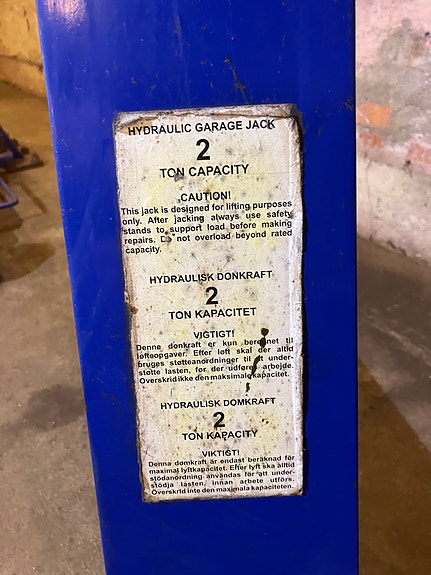 HYDRAULIC GARAGE JACK
2
TON CAPACITY
CAUTION!
This jack is designed for lifting purposes
only. After jacking always use safety
stands to support load before making
repairs. Do not overload beyond rated
capacity.
HYDRAULISK DONKRAFT
2
TON KAPACITET
VIGTIGT!
Denne donkraft er kun beregnet til
løfteopgaver. Efter løft skal der altid
bruges støtteanordninger til at under-
støtte lasten, før der udføres arbejde.
Overskrid ikke den maksimale kapacitet.
HYDRAULISK DOMKRAFT
2
TON KAPACITY
VIKTIGT!
Denna domkraft är endast beräknad för
maximal lyftkapacitet. Efter lyft ska alltid
stödanordning användas för att under-
stödja lasten, innan arbete utförs.
Överskrid inte den maximala kapaciteten.